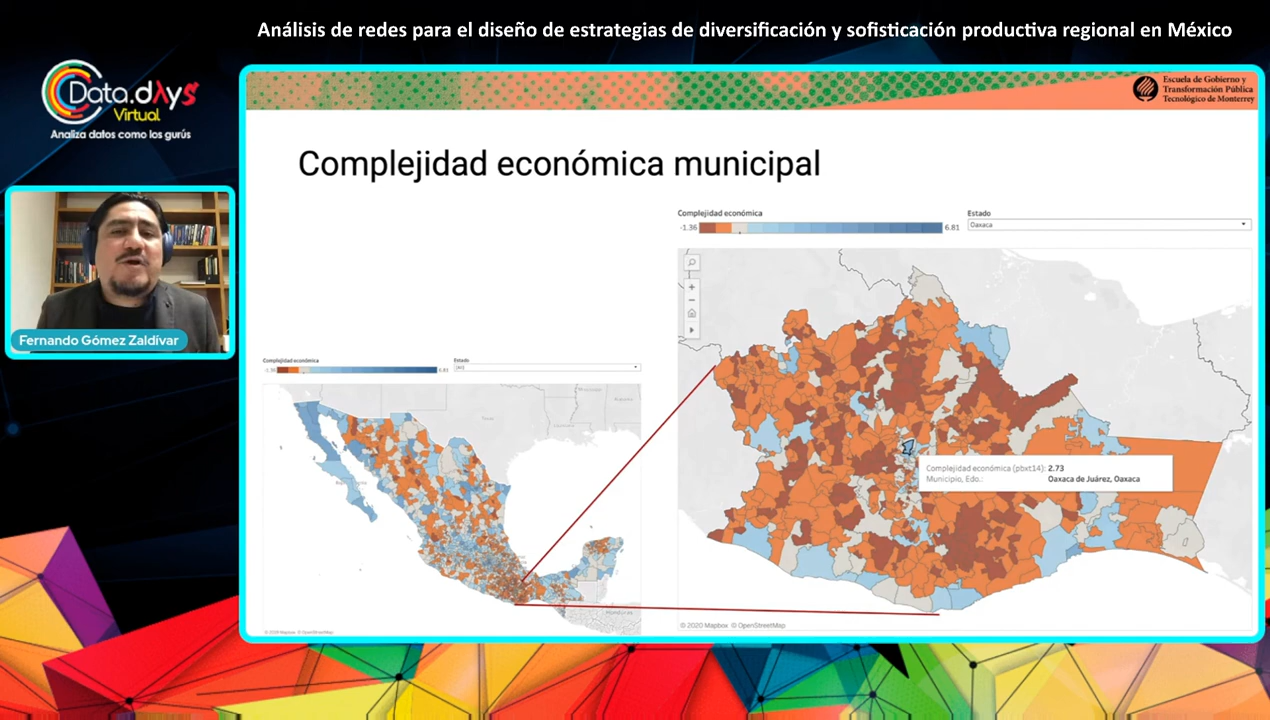 Análisis de redes para el diseño de estrategias de diversificación y sofisticación productiva regional en México
Data.dAys
Virtual
Analiza datos como los gurús
Fernando Gómez Zaldívar
Escuela de Gobierno y
Transformación Pública
Tecnológico de Monterrey
Complejidad económica municipal
Complejidad económica
-1.36
6.81
Estado
Oaxaca
Complejidad económica (pbxt14): 2.73
Municipio, Edo.: Oaxaca de Juárez, Oaxaca
© 2020 Mapbox © OpenStreetMap
Complejidad económica
-1.36
6.81
Estado
(All)
Texas
Honduras
© 2020 Mapbox © OpenStreetMap